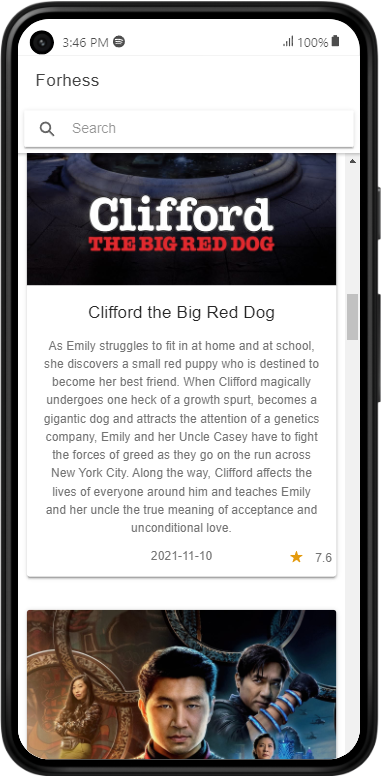 3:46 PM
100%
Forhess
Search
Clifford
THE BIG RED DOG
Clifford the Big Red Dog
As Emily struggles to fit in at home and at school,
she discovers a small red puppy who is destined to
become her best friend. When Clifford magically
undergoes one heck of a growth spurt, becomes a
gigantic dog and attracts the attention of a genetics
company, Emily and her Uncle Casey have to fight
the forces of greed as they go on the run across
New York City. Along the way, Clifford affects the
lives of everyone around him and teaches Emily
and her uncle the true meaning of acceptance and
unconditional love.
2021-11-10
7.6